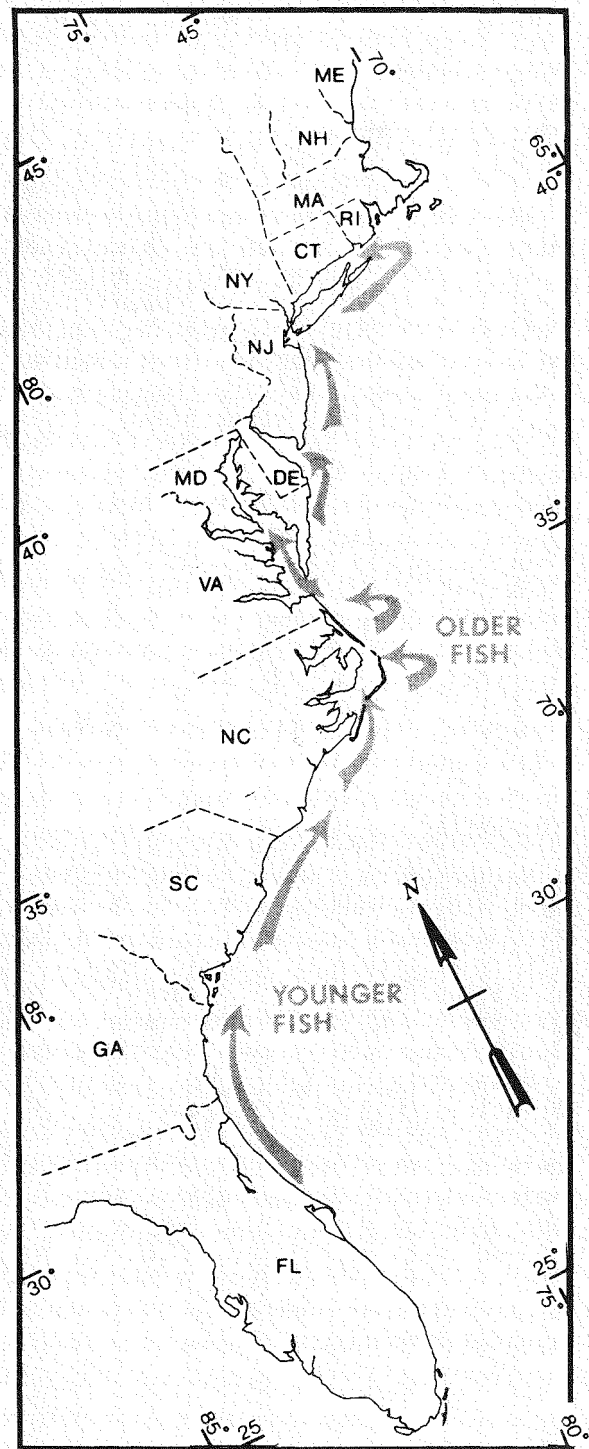 75°
45°
ME
70°
NH
45°
65°
40°
MA
RI
CT
NY
NJ
80°
MD
DE
35°
40°
VA
OLDER
FISH
70°
NC
SC
35°
30°
N
85°
YOUNGER
FISH
GA
FL
30°
25°
75°
85°
25
80°